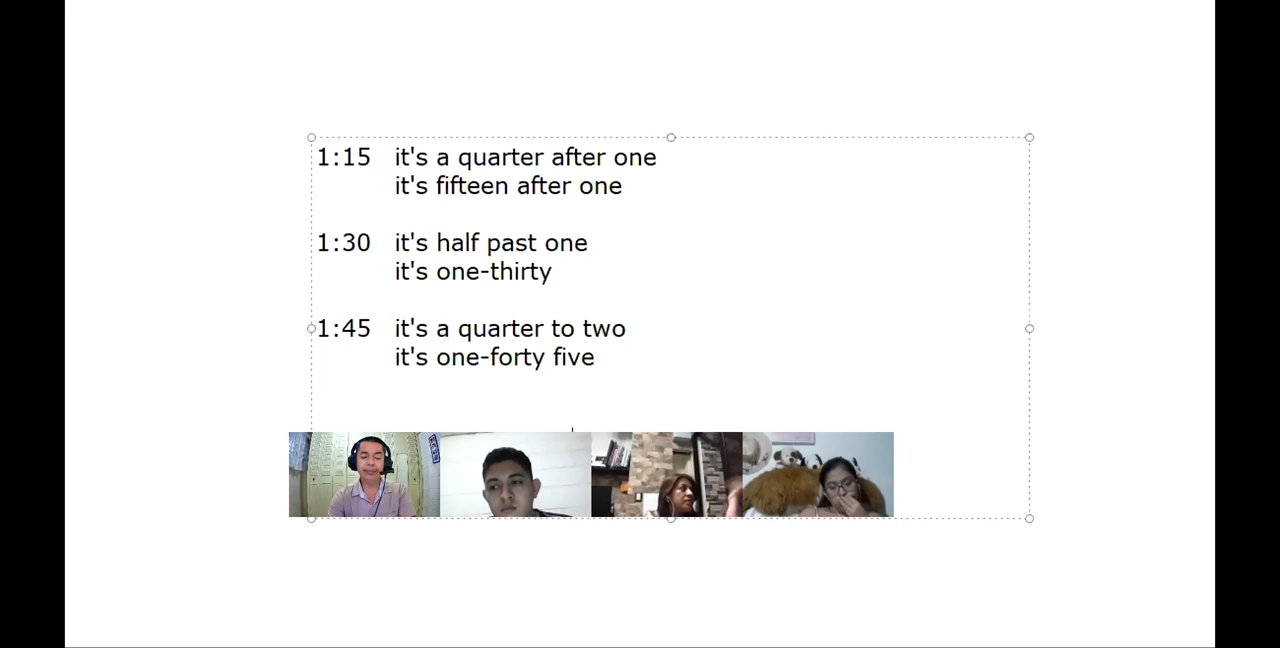 1:15 it's a quarter after one
it's fifteen after one
1:30 it's half past one
it's one-thirty
1:45 it's a quarter to two
it's one-forty five